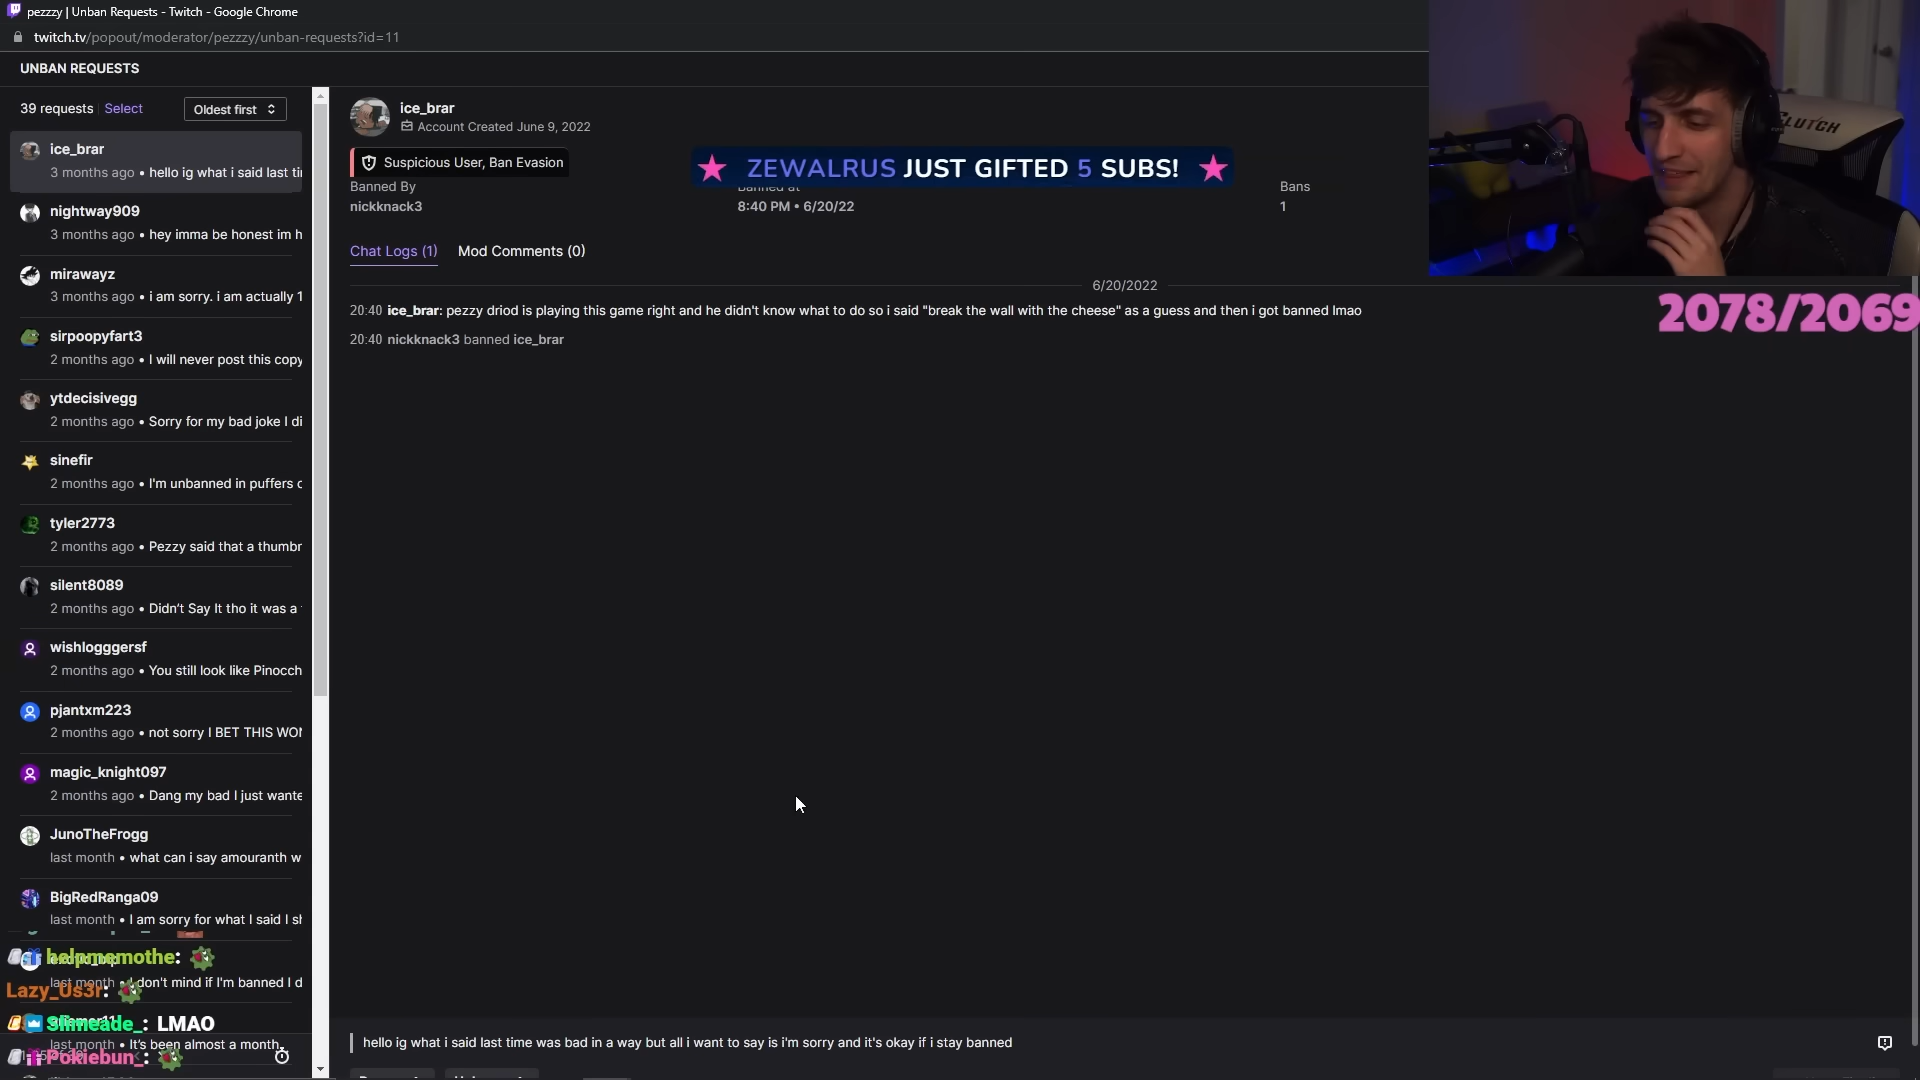 pezzzy | Unban Requests - Twitch - Google Chrome
twitch.tv/popout/moderator/pezzzy/unban-requests?id=11
UNBAN REQUESTS
39 requests Select Oldest first
ice_brar
3 months ago • hello ig what i said last ti
nightway909
3 months ago • hey imma be honest im h
mirawayz
3 months ago • i am sorry. i am actually 1
sirpoopyfart3
2 months ago • I will never post this copy
ytdecisivegg
2 months ago • Sorry for my bad joke I di
sinefir
2 months ago • I'm unbanned in puffers c
tyler2773
2 months ago • Pezzy said that a thumbn
silent8089
2 months ago • Didn't Say It tho it was a
wishlogggersf
2 months ago • You still look like Pinocch
pjantxm223
2 months ago • not sorry I BET THIS WON
magic_knight097
2 months ago • Dang my bad I just wante
JunoTheFrogg
last month • what can i say amouranth w
BigRedRanga09
last month • I am sorry for what I said I sh
helpmemothe:
last month • I don't mind if I'm banned I d
Lazy_Us3r:
Slimeade_: LMAO
last month • It's been almost a month,
Pokiebun_:
ice_brar
Account Created June 9, 2022
Suspicious User, Ban Evasion
ZEWALRUS JUST GIFTED 5 SUBS!
Banned By
nickknack3
Banned at
8:40 PM • 6/20/22
Bans
1
Chat Logs (1) Mod Comments (0)
6/20/2022
20:40 ice_brar: pezzy driod is playing this game right and he didn't know what to do so i said "break the wall with the cheese" as a guess and then i got banned lmao
20:40 nickknack3 banned ice_brar
hello ig what i said last time was bad in a way but all i want to say is i'm sorry and it's okay if i stay banned
CLUTCH
2078/2069